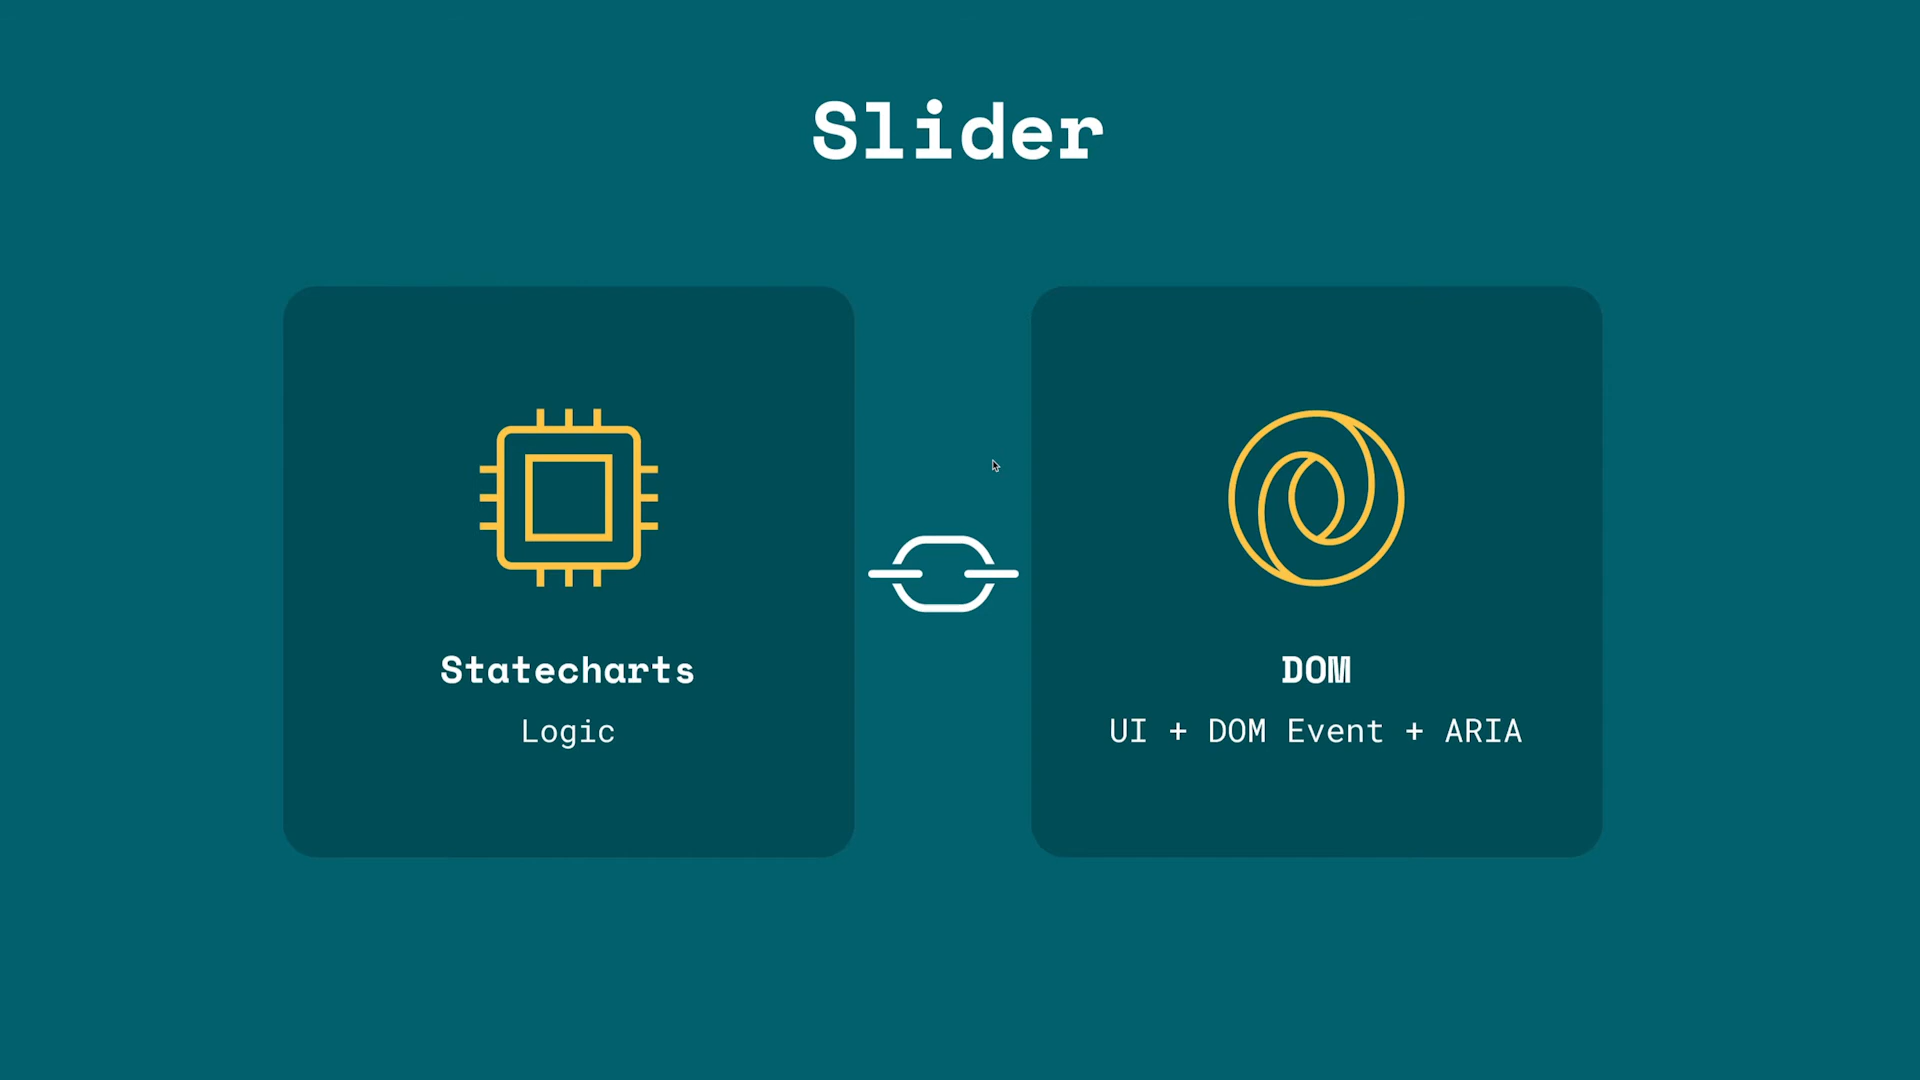 Slider
Statecharts
Logic
DOM
UI + DOM Event + ARIA